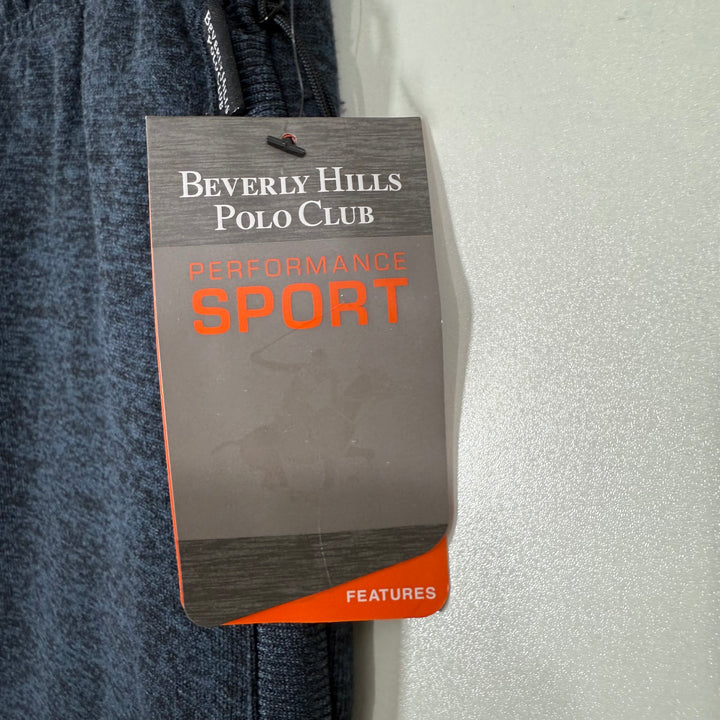 BEVERLY HILLS
POLO CLUB
PERFORMANCE
SPORT
FEATURES